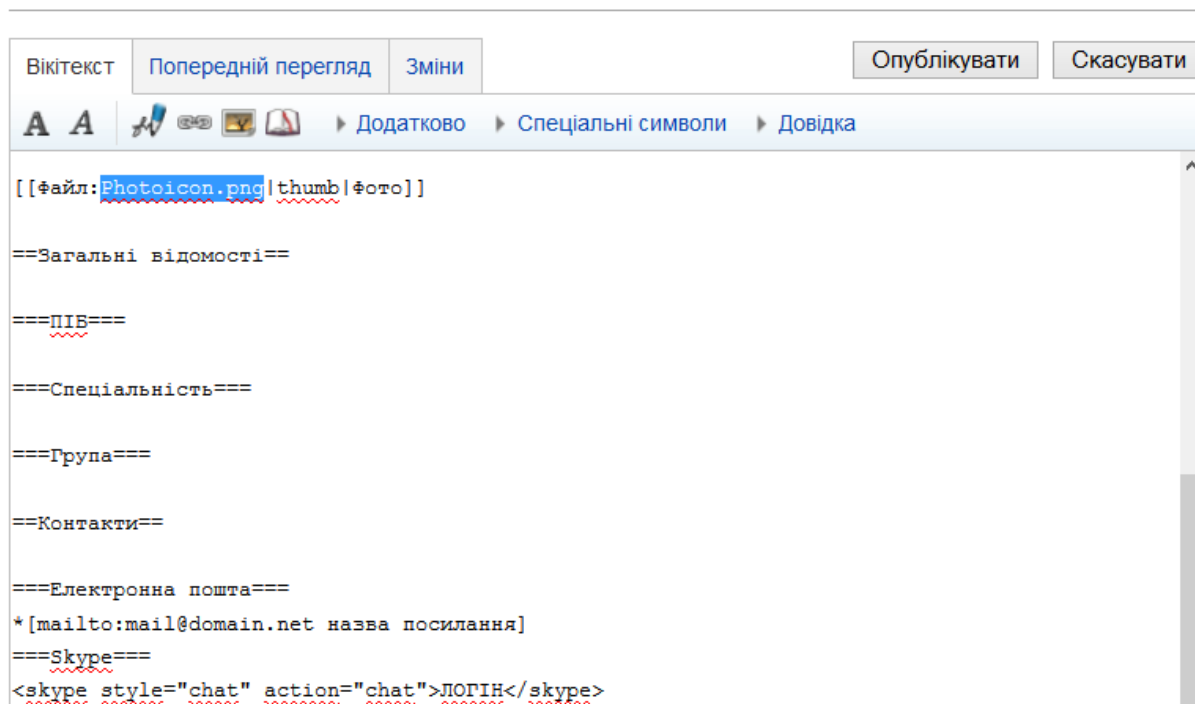 Вікітекст Попередній перегляд Зміни Опублікувати Скасувати
A A Додатково Спеціальні символи Довідка
[[Файл:Photoicon.png|thumb|Фото]]
==Загальні відомості==
===ПІБ===
===Спеціальність===
===Група===
==Контакти==
===Електронна пошта===
*[mailto:mail@domain.net назва посилання]
===Skype===
<skype style="chat" action="chat">ЛОГІН</skype>